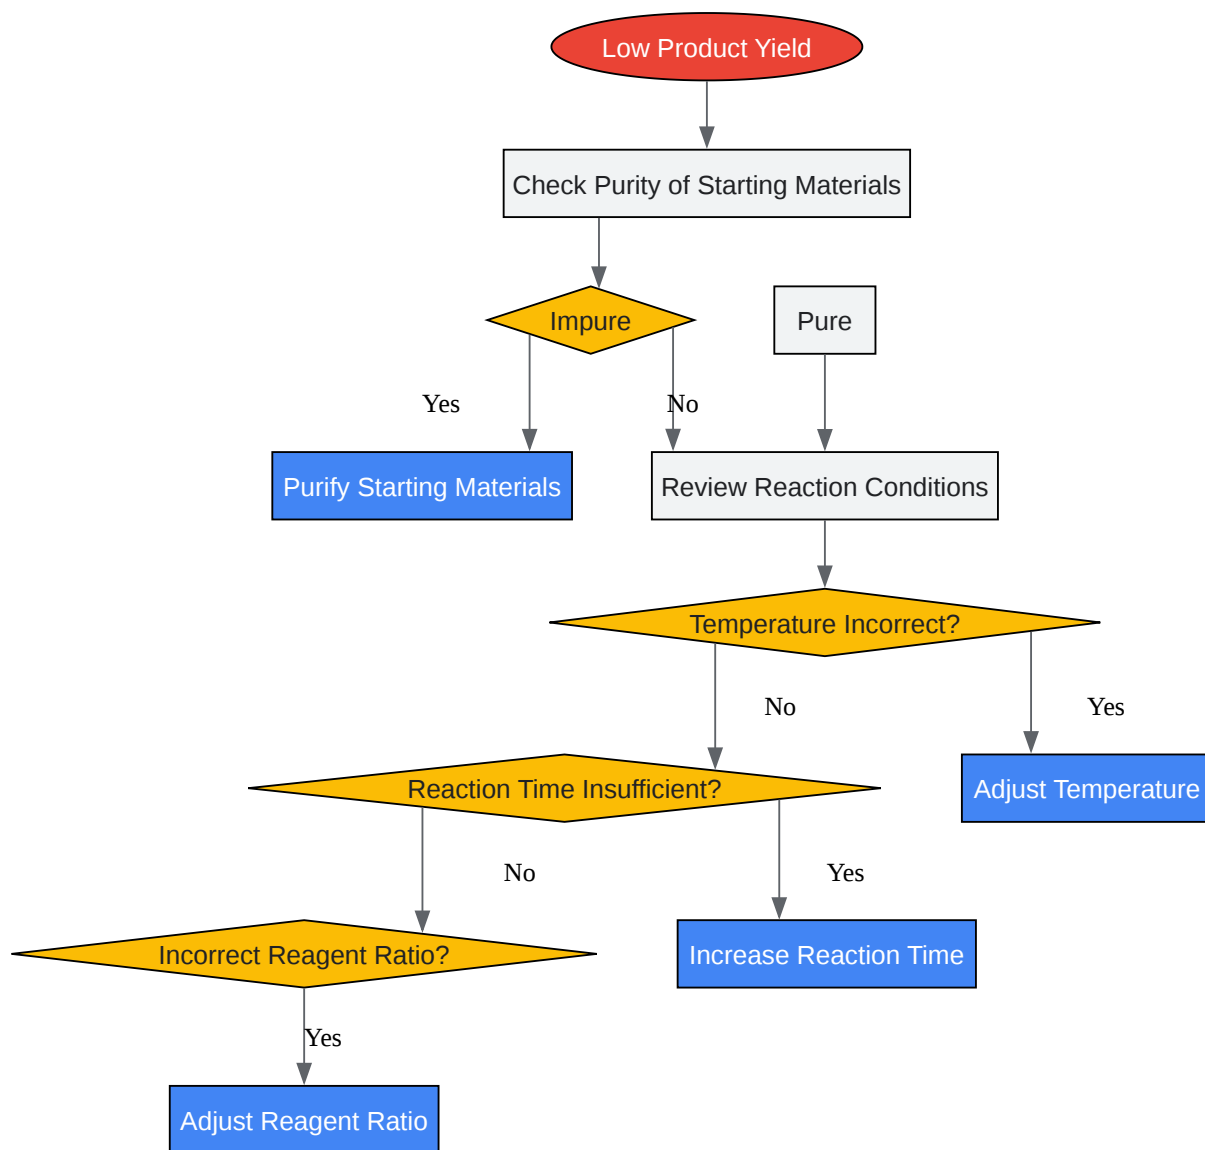 Low Product Yield
Check Purity of Starting Materials
Impure
Pure
Yes
No
Purify Starting Materials
Review Reaction Conditions
Temperature Incorrect?
No
Yes
Reaction Time Insufficient?
Adjust Temperature
No
Yes
Incorrect Reagent Ratio?
Increase Reaction Time
Yes
Adjust Reagent Ratio